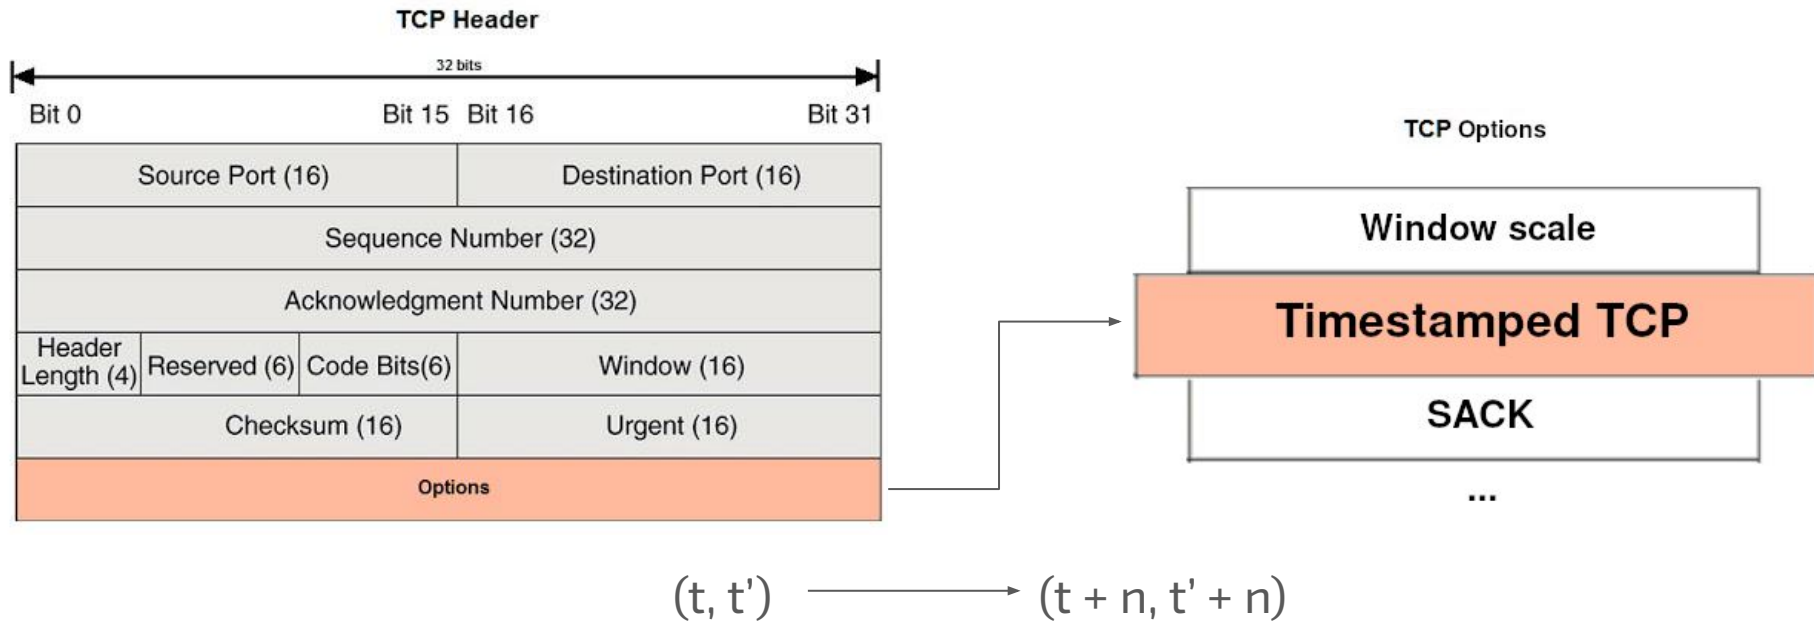 TCP Header
32 bits
Bit 0 Bit 15 Bit 16 Bit 31
Source Port (16) Destination Port (16)
Sequence Number (32)
Acknowledgment Number (32)
Header
Length (4) Reserved (6) Code Bits(6) Window (16)
Checksum (16) Urgent (16)
Options
TCP Options
Window scale
Timestamped TCP
SACK
...
(t, t’) (t + n, t’ + n)